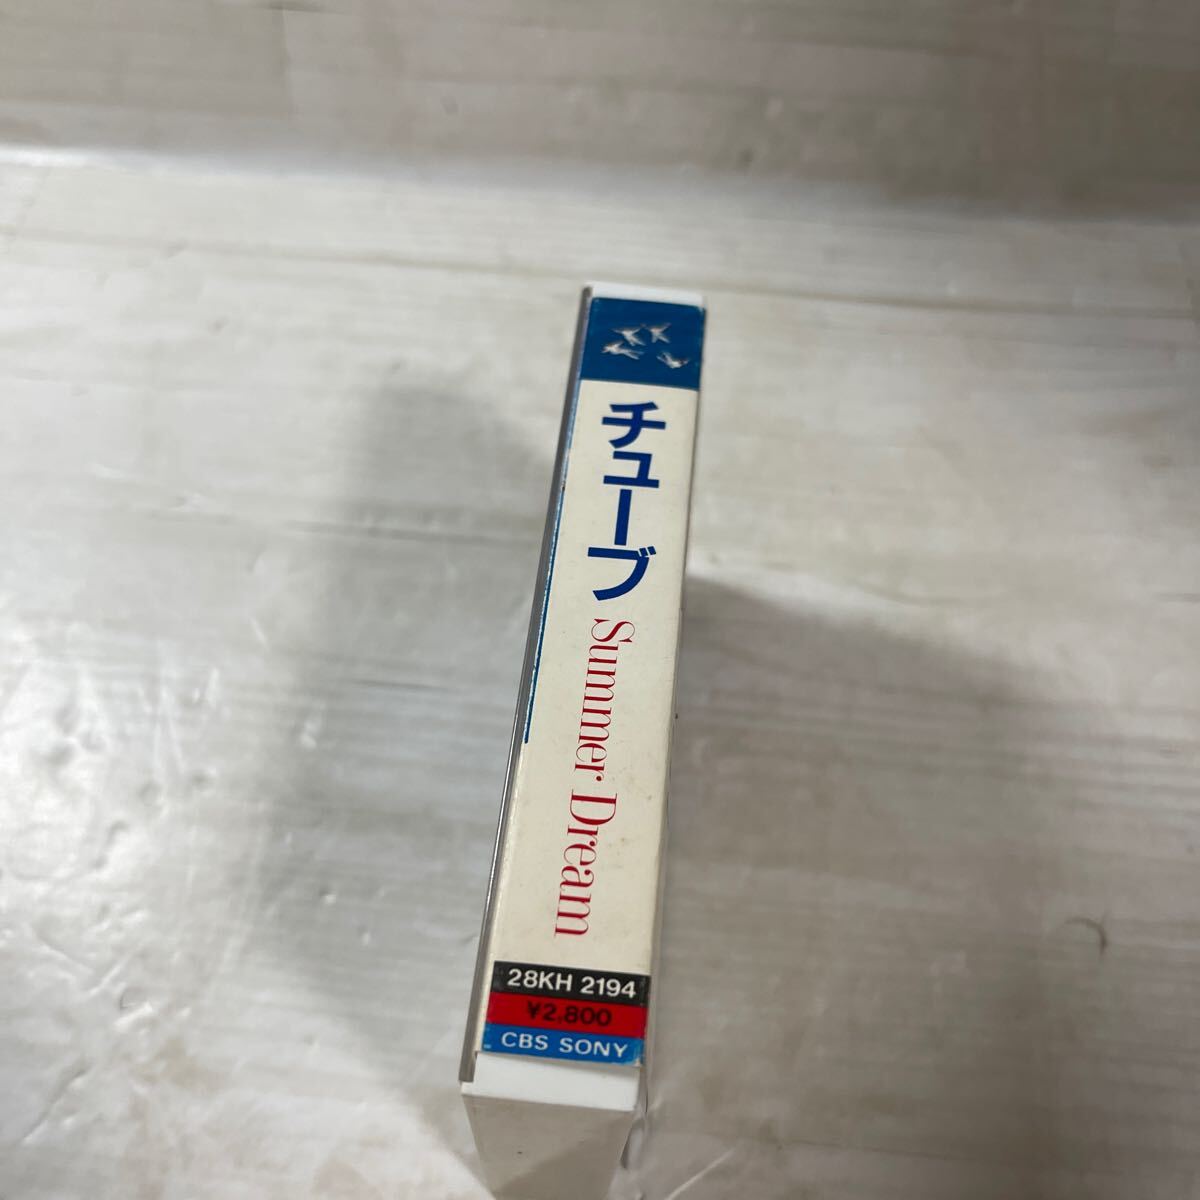 チューブ
Summer Dream
28KH 2194
¥2,800
CBS SONY